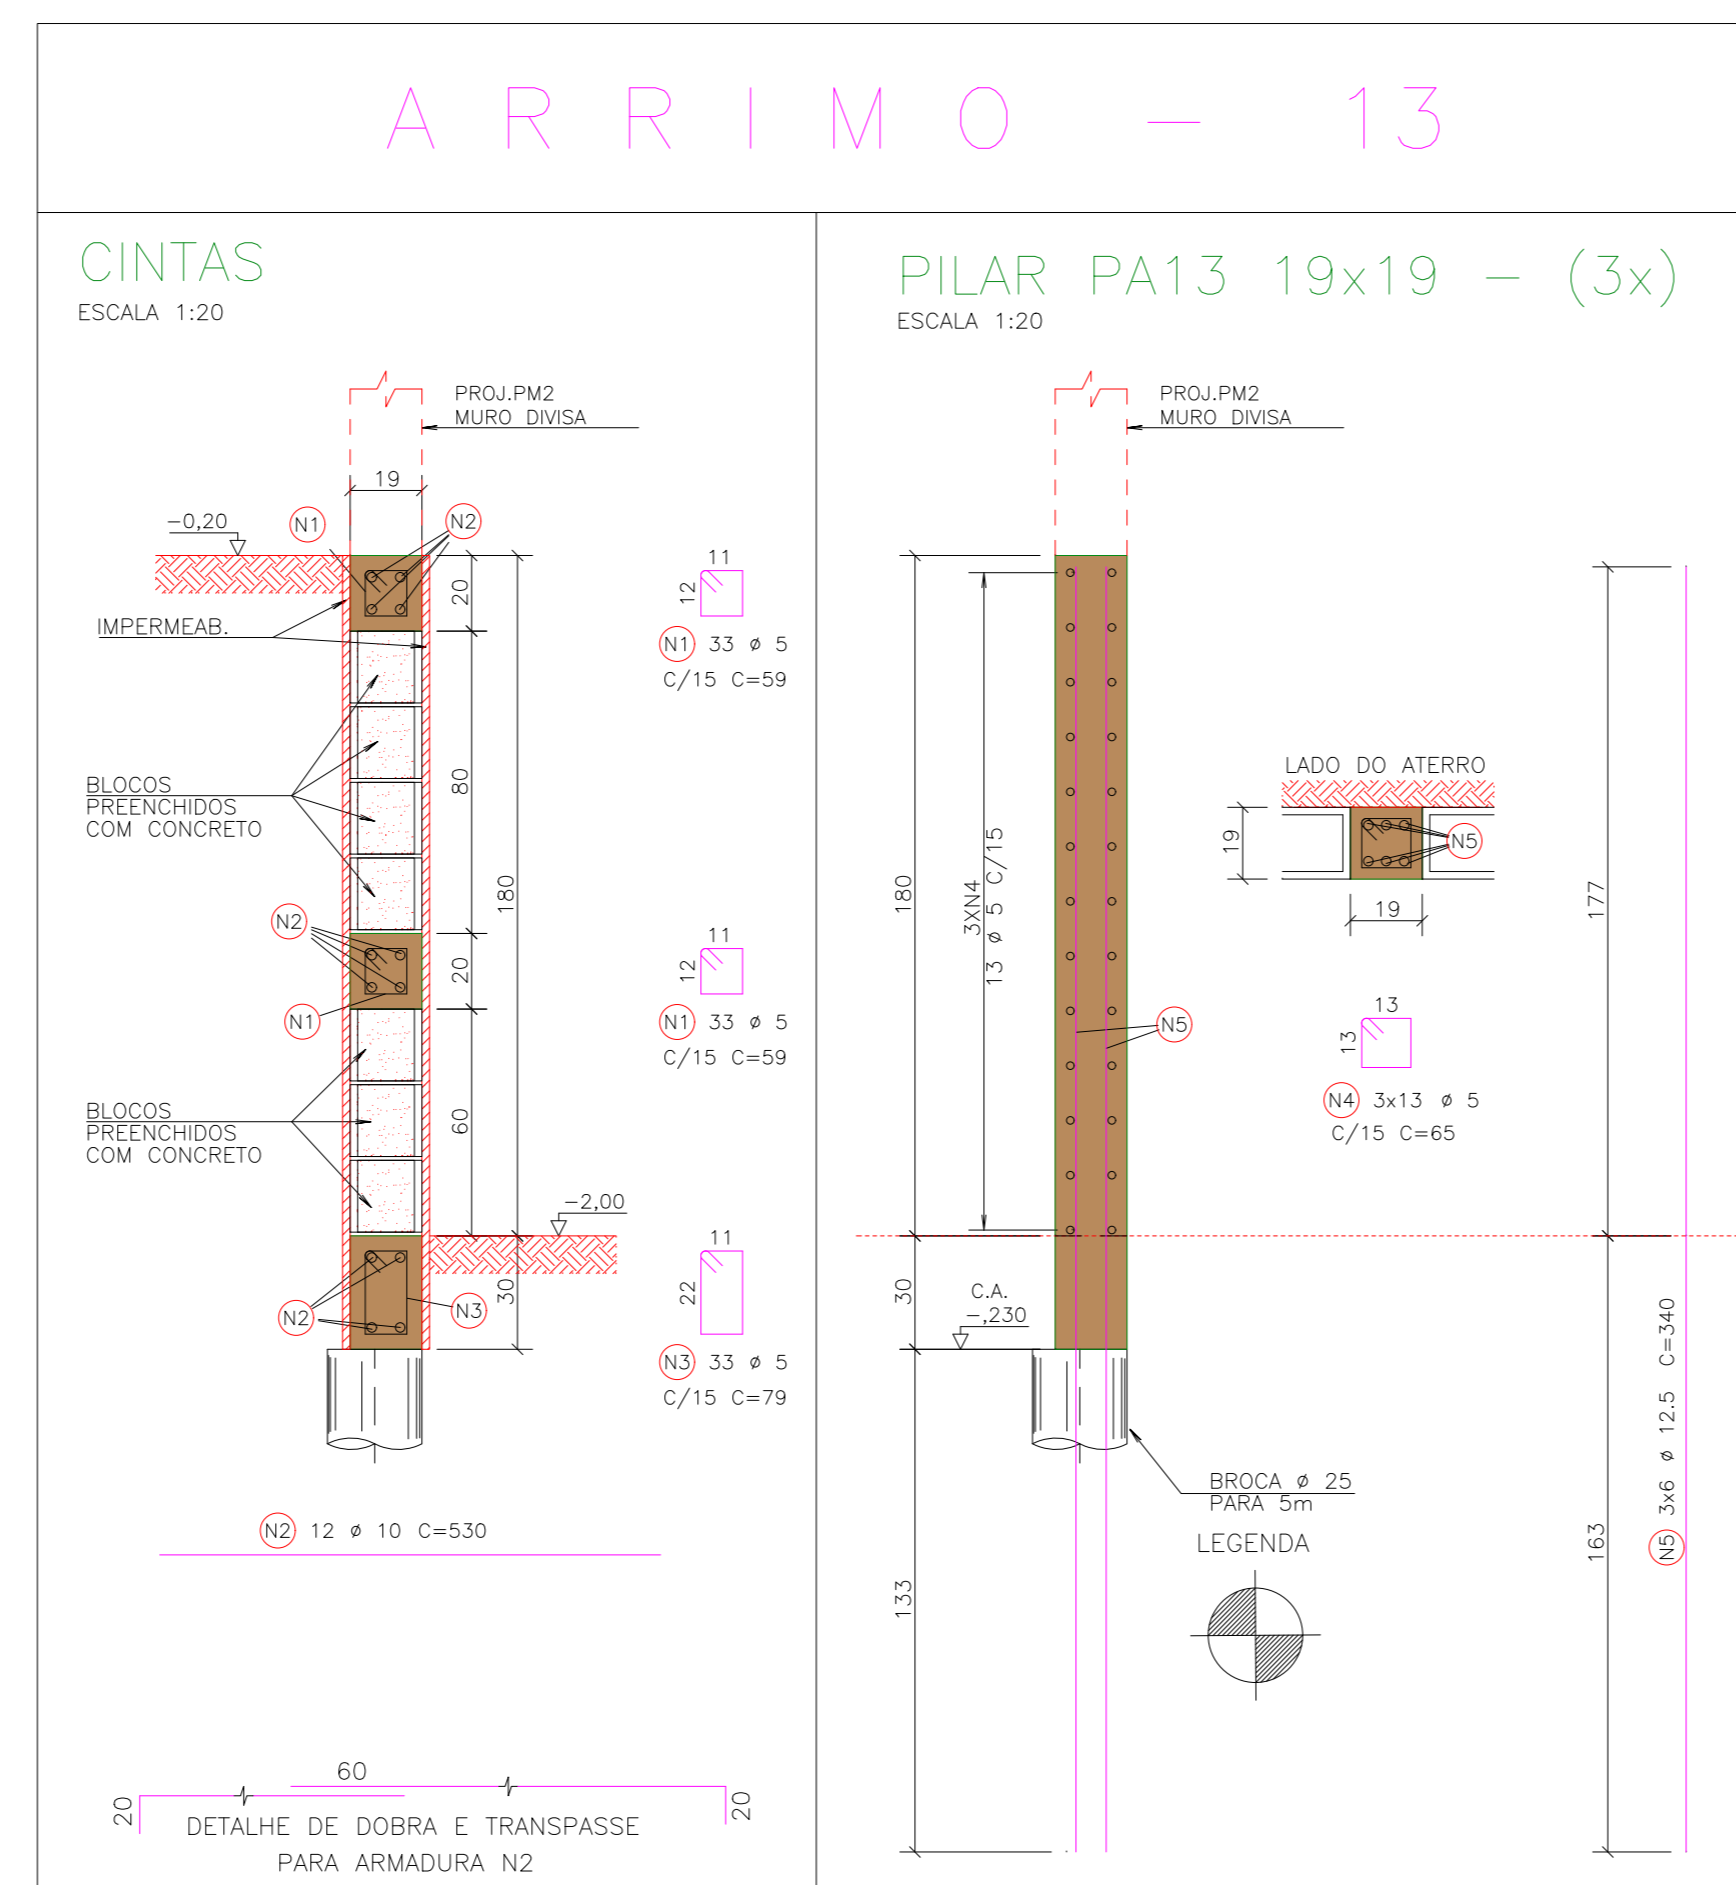 ARRIMO - 13
CINTAS
ESCALA 1:20
PROJ.PM2
MURO DIVISA
19
-0,20
N1
N2
20
IMPERMEAB.
11
12
N1 33 ø 5
C/15 C=59
BLOCOS
PREENCHIDOS
COM CONCRETO
80
180
N2
20
N1
11
12
N1 33 ø 5
C/15 C=59
BLOCOS
PREENCHIDOS
COM CONCRETO
60
-2,00
11
22
30
N2
N3
N3 33 ø 5
C/15 C=79
N2 12 ø 10 C=530
60
20
20
DETALHE DE DOBRA E TRANSPASSE
PARA ARMADURA N2
PILAR PA13 19x19 - (3x)
ESCALA 1:20
PROJ.PM2
MURO DIVISA
180
3XN4
13 ø 5 C/15
N5
LADO DO ATERRO
19
N5
19
13
13
N4 3x13 ø 5
C/15 C=65
177
30
C.A.
-,230
BROCA ø 25
PARA 5m
LEGENDA
133
163
N5 3x6 ø 12.5 C=340